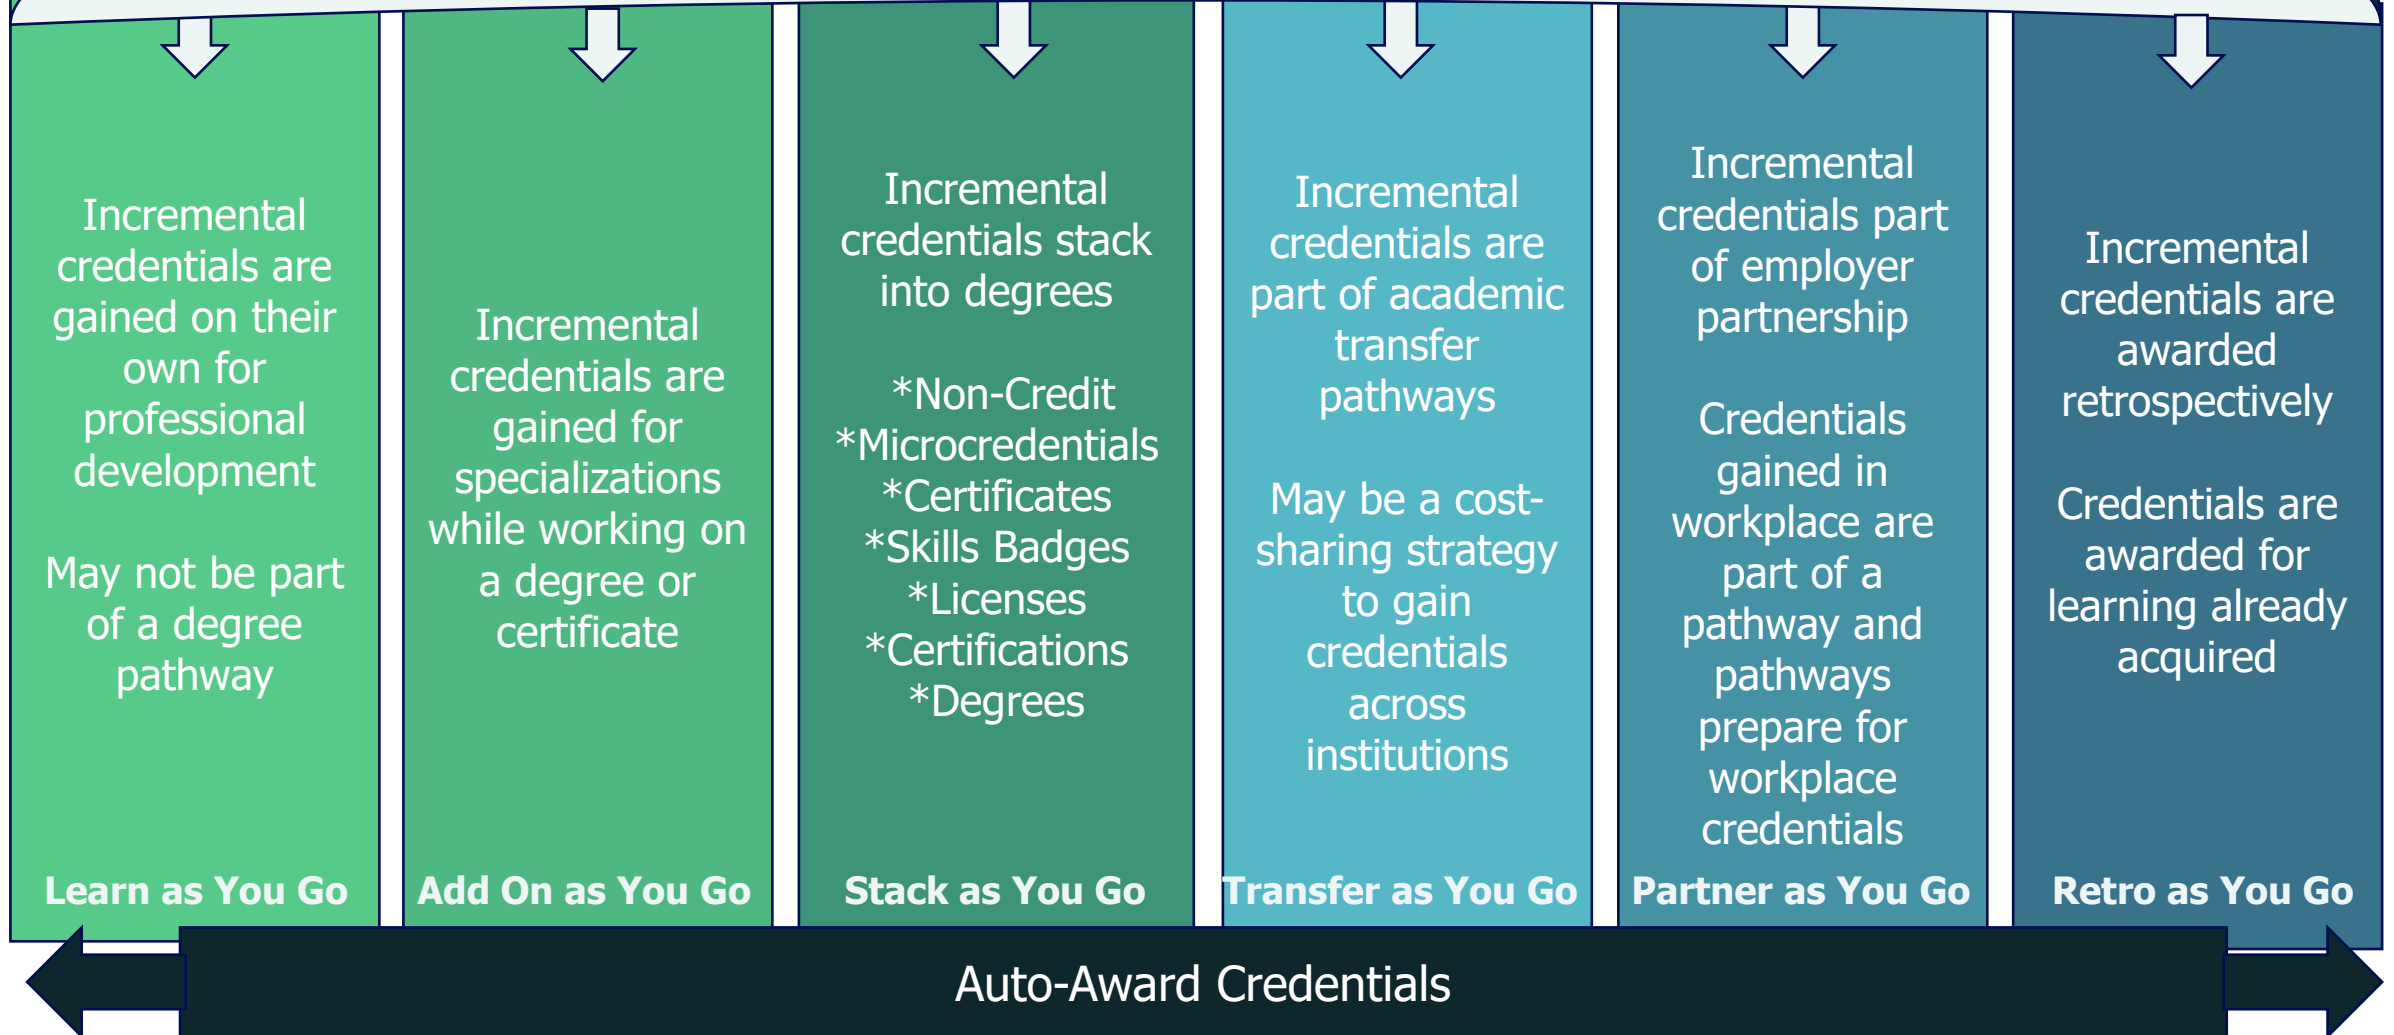 Incremental
credentials are
gained on their
own for
professional
development
May not be part
of a degree
pathway
Learn as You Go
Incremental
credentials are
gained for
specializations
while working on
a degree or
certificate
Add On as You Go
Incremental
credentials stack
into degrees
*Non-Credit
*Microcredentials
*Certificates
*Skills Badges
*Licenses
*Certifications
*Degrees
Stack as You Go
Incremental
credentials are
part of academic
transfer
pathways
May be a cost-
sharing strategy
to gain
credentials
across
institutions
Transfer as You Go
Incremental
credentials part
of employer
partnership
Credentials
gained in
workplace are
part of a
pathway and
pathways
prepare for
workplace
credentials
Partner as You Go
Incremental
credentials are
awarded
retrospectively
Credentials are
awarded for
learning already
acquired
Retro as You Go
Auto-Award Credentials